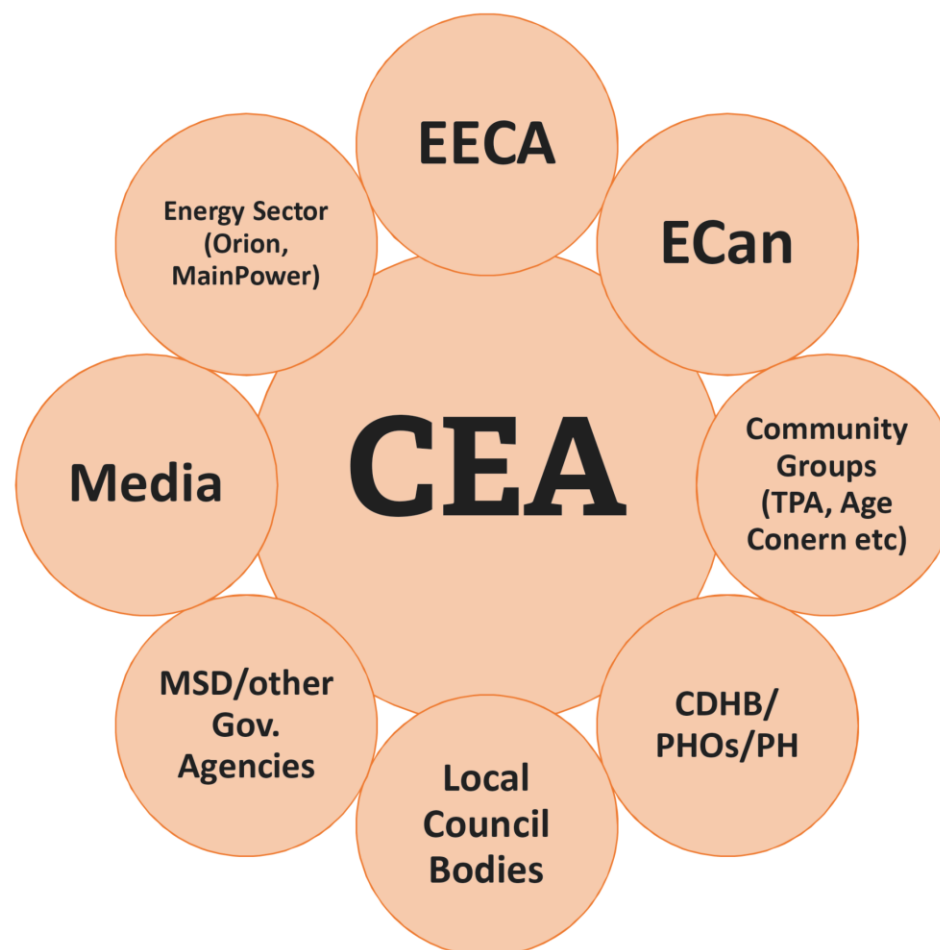 EECA
ECan
Community
Groups
(TPA, Age
Conern etc)
CDHB/
PHOs/PH
Local
Council
Bodies
MSD/other
Gov.
Agencies
Media
Energy Sector
(Orion,
MainPower)
CEA